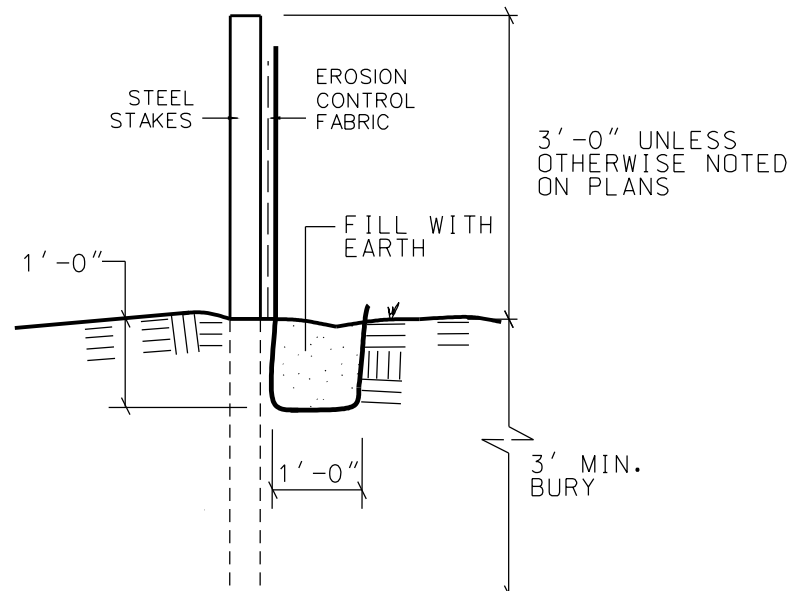 STEEL
STAKES
EROSION
CONTROL
FABRIC
3'-0" UNLESS
OTHERWISE NOTED
ON PLANS
FILL WITH
EARTH
1'-0"
1'-0"
3' MIN.
BURY